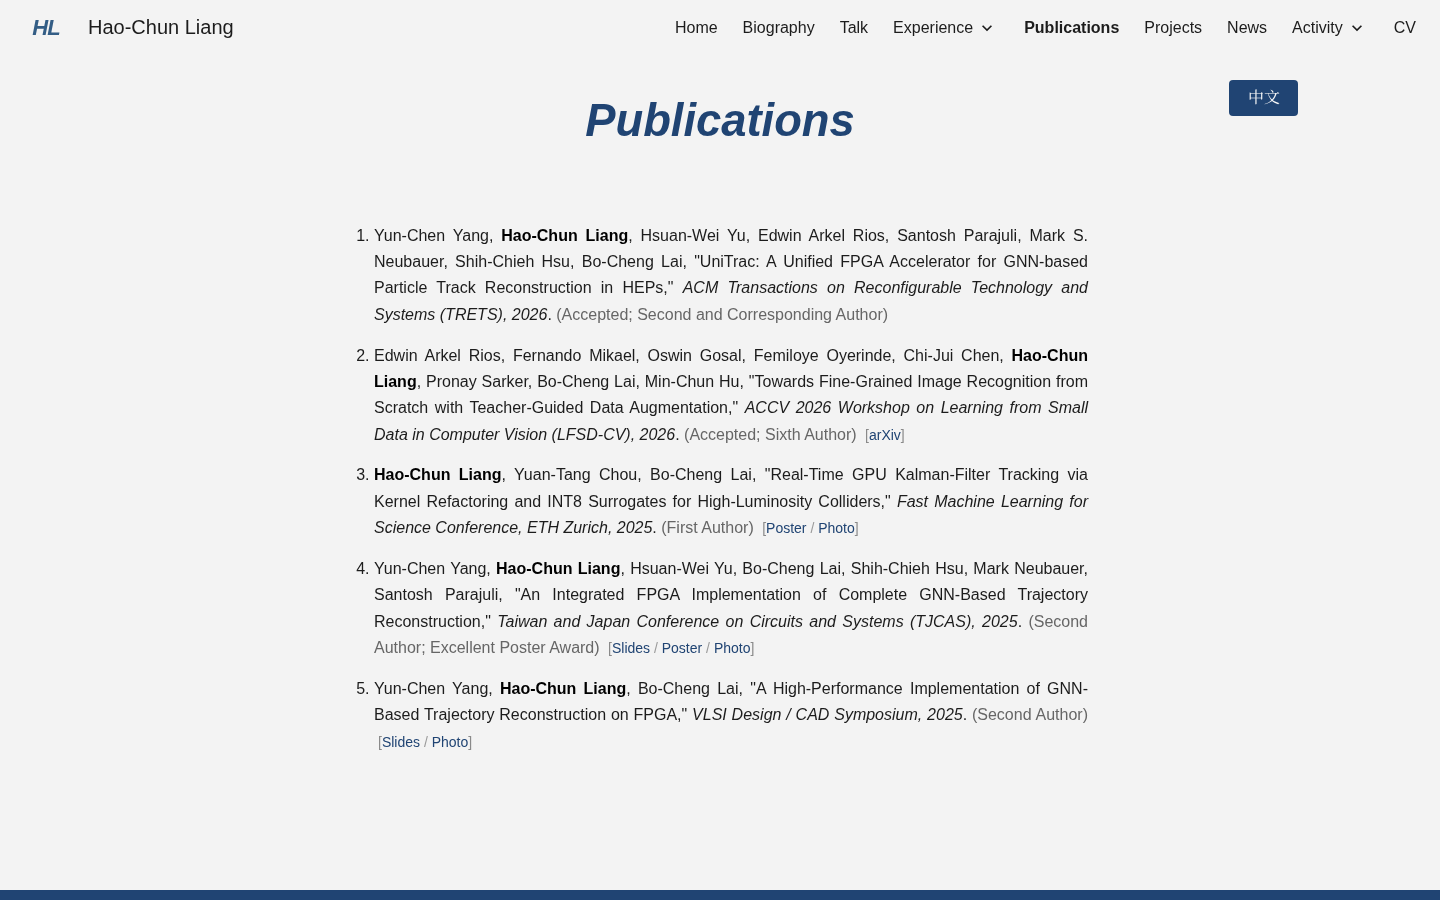 HL Hao-Chun Liang Home Biography Talk Experience Publications Projects News Activity CV
中文
Publications
1. Yun-Chen Yang, Hao-Chun Liang, Hsuan-Wei Yu, Edwin Arkel Rios, Santosh Parajuli, Mark S.
Neubauer, Shih-Chieh Hsu, Bo-Cheng Lai, "UniTrac: A Unified FPGA Accelerator for GNN-based
Particle Track Reconstruction in HEPs," ACM Transactions on Reconfigurable Technology and
Systems (TRETS), 2026. (Accepted; Second and Corresponding Author)
2. Edwin Arkel Rios, Fernando Mikael, Oswin Gosal, Femiloye Oyerinde, Chi-Jui Chen, Hao-Chun
Liang, Pronay Sarker, Bo-Cheng Lai, Min-Chun Hu, "Towards Fine-Grained Image Recognition from
Scratch with Teacher-Guided Data Augmentation," ACCV 2026 Workshop on Learning from Small
Data in Computer Vision (LFSD-CV), 2026. (Accepted; Sixth Author) [arXiv]
3. Hao-Chun Liang, Yuan-Tang Chou, Bo-Cheng Lai, "Real-Time GPU Kalman-Filter Tracking via
Kernel Refactoring and INT8 Surrogates for High-Luminosity Colliders," Fast Machine Learning for
Science Conference, ETH Zurich, 2025. (First Author) [Poster / Photo]
4. Yun-Chen Yang, Hao-Chun Liang, Hsuan-Wei Yu, Bo-Cheng Lai, Shih-Chieh Hsu, Mark Neubauer,
Santosh Parajuli, "An Integrated FPGA Implementation of Complete GNN-Based Trajectory
Reconstruction," Taiwan and Japan Conference on Circuits and Systems (TJCAS), 2025. (Second
Author; Excellent Poster Award) [Slides / Poster / Photo]
5. Yun-Chen Yang, Hao-Chun Liang, Bo-Cheng Lai, "A High-Performance Implementation of GNN-
Based Trajectory Reconstruction on FPGA," VLSI Design / CAD Symposium, 2025. (Second Author)
[Slides / Photo]